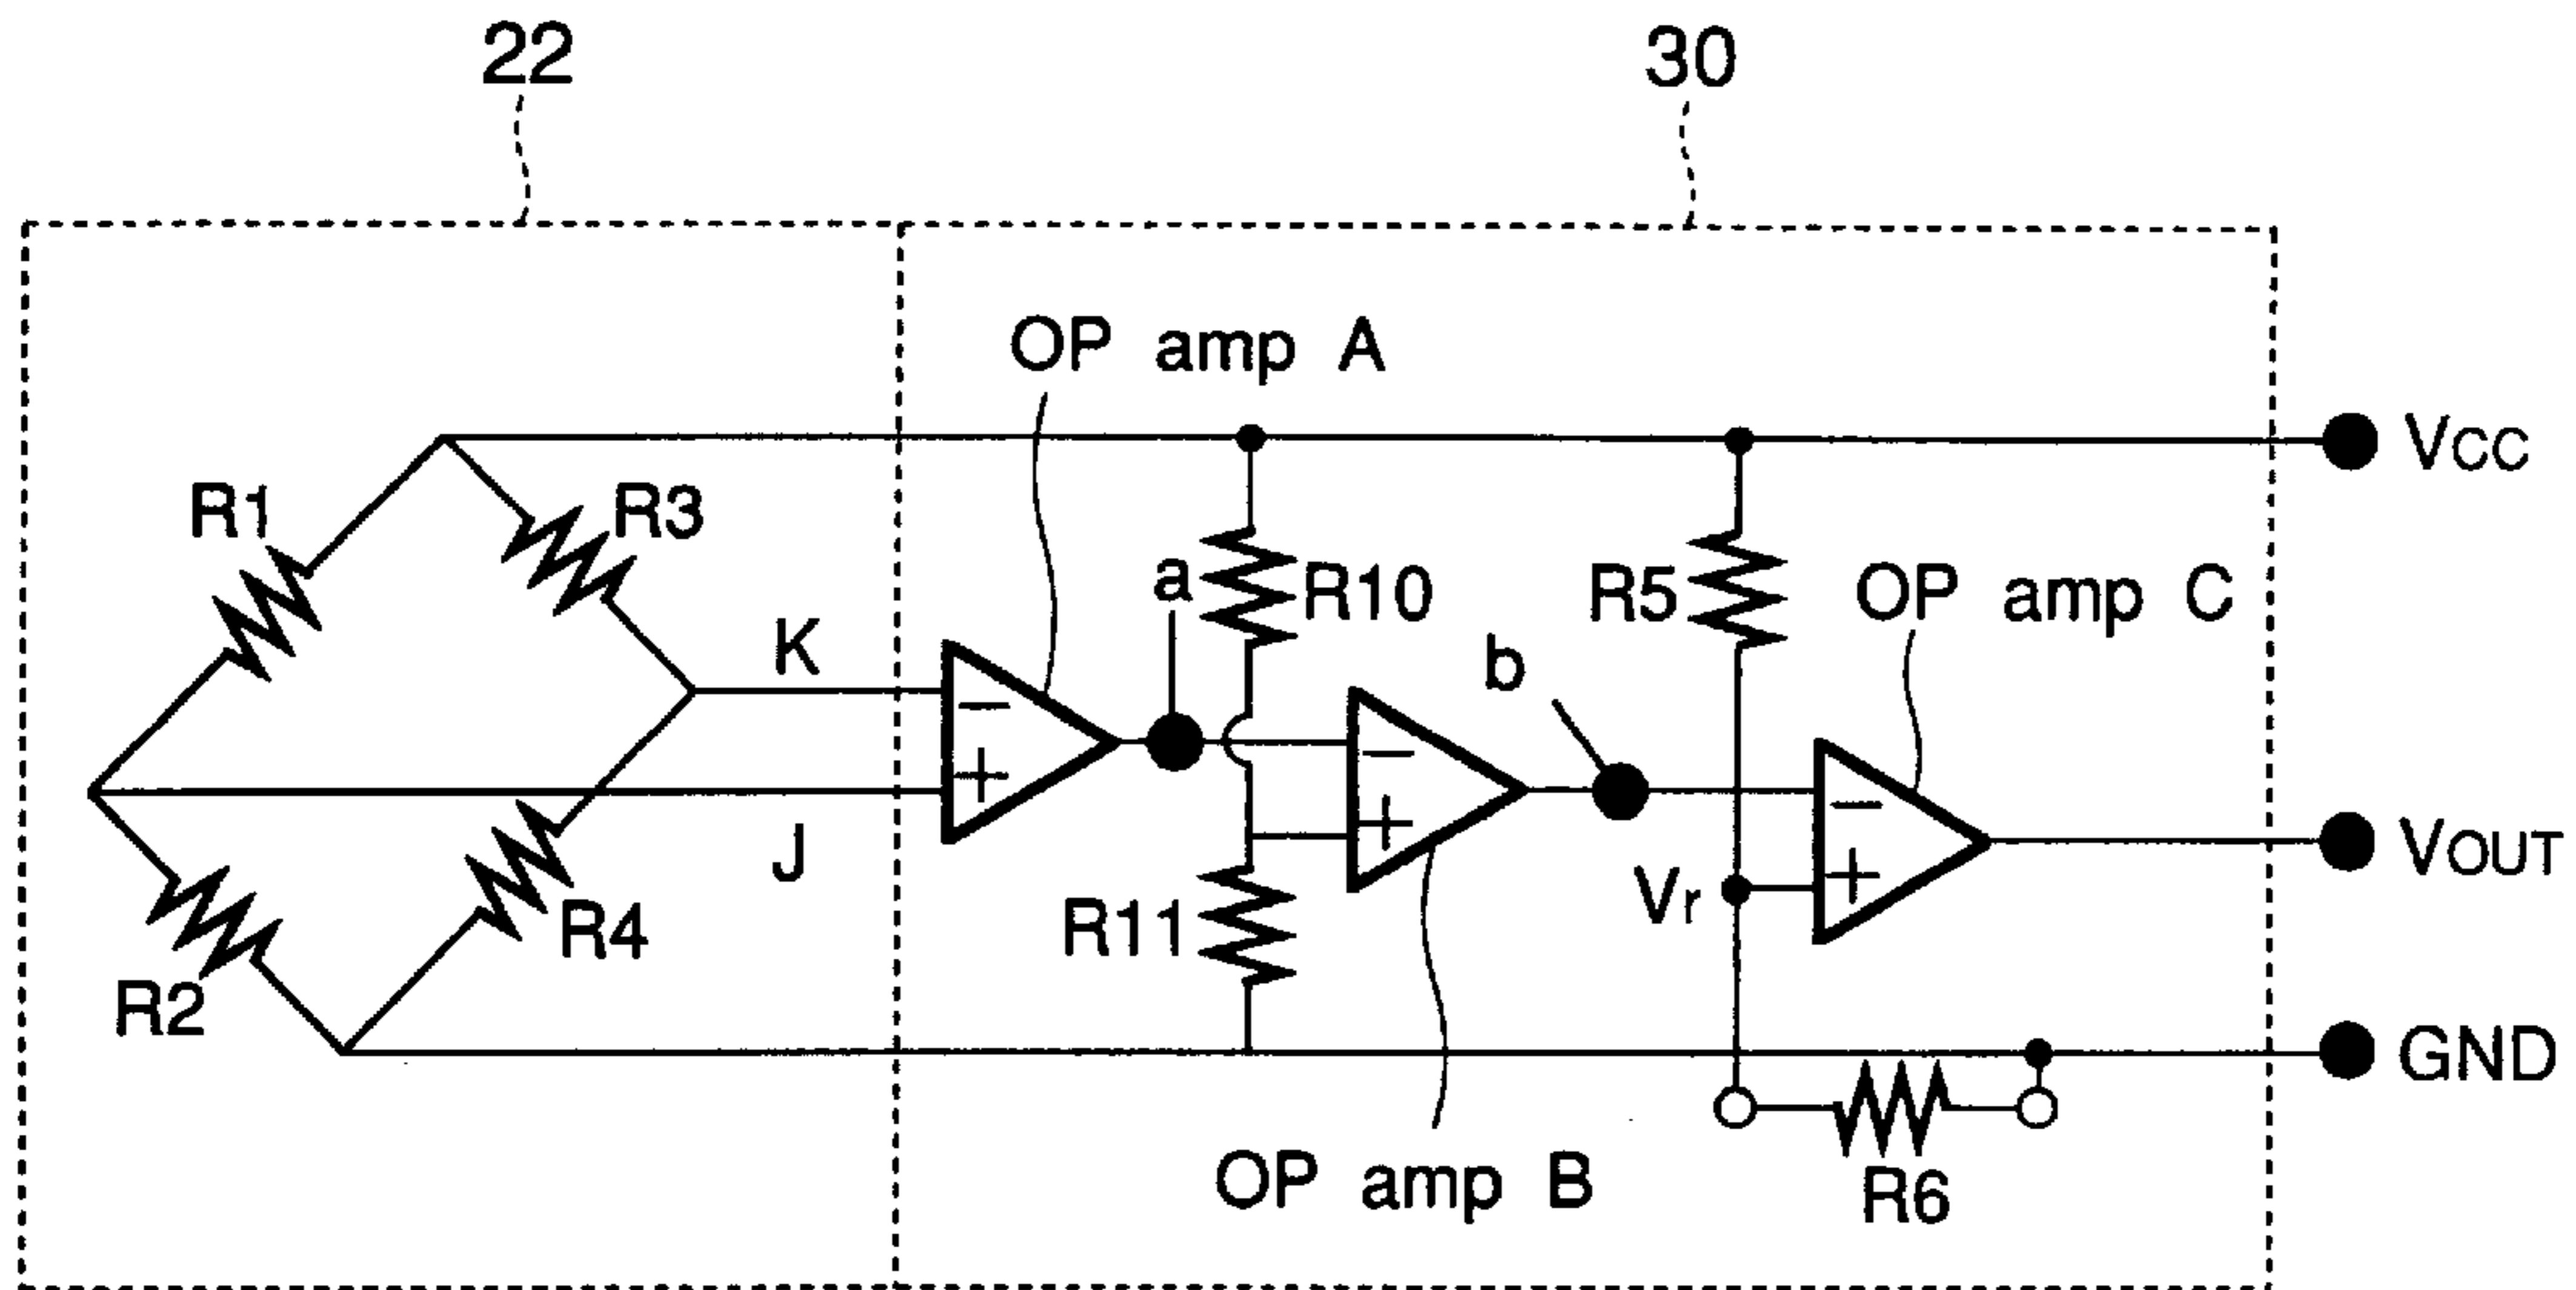 22
30
OP amp A
VCC
R1
R3
a
R10
R5
OP amp C
K
b
−
+
−
+
−
+
J
Vr
VOUT
R11
R4
R2
GND
OP amp B
R6